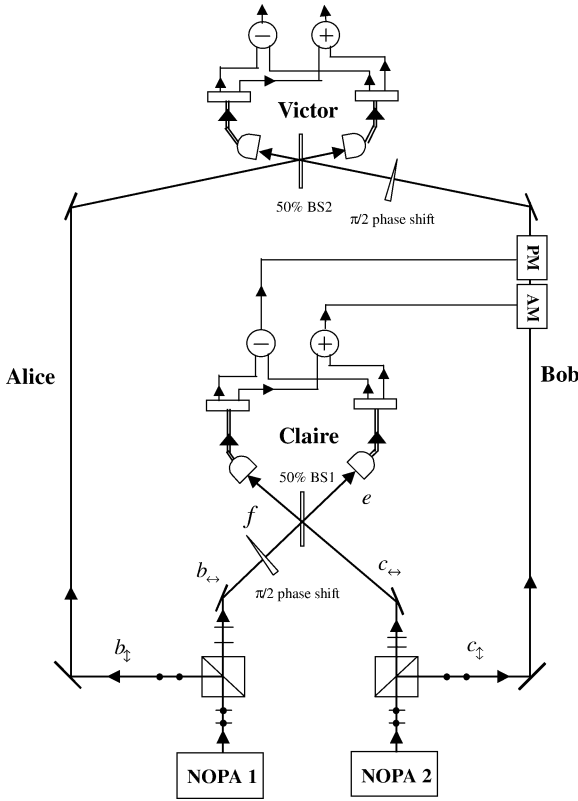 − +
Victor
50% BS2
π/2 phase shift
PM
AM
− +
Alice
Bob
Claire
50% BS1
e
f
b↔
c↔
π/2 phase shift
b↕
c↕
NOPA 1
NOPA 2